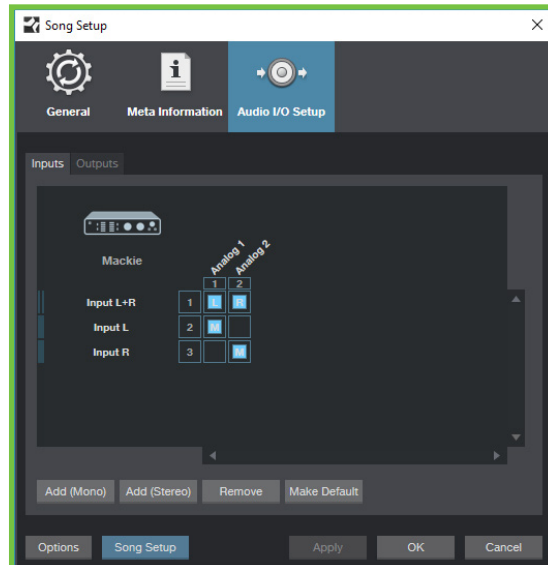 Song Setup
General Meta Information Audio I/O Setup
Inputs Outputs
Mackie
Analog 1 Analog 2
1 2
Input L+R 1 L R
Input L 2 M
Input R 3 M
Add (Mono) Add (Stereo) Remove Make Default
Options Song Setup Apply OK Cancel